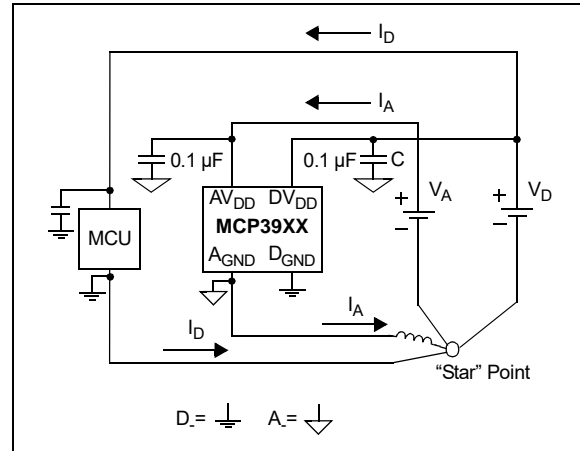 I_D
I_A
0.1 µF
0.1 µF
C
V_A
V_D
+
+
–
–
AV_DD
DV_DD
MCP39XX
A_GND
D_GND
MCU
I_A
I_D
“Star” Point
D_-=
A_-=